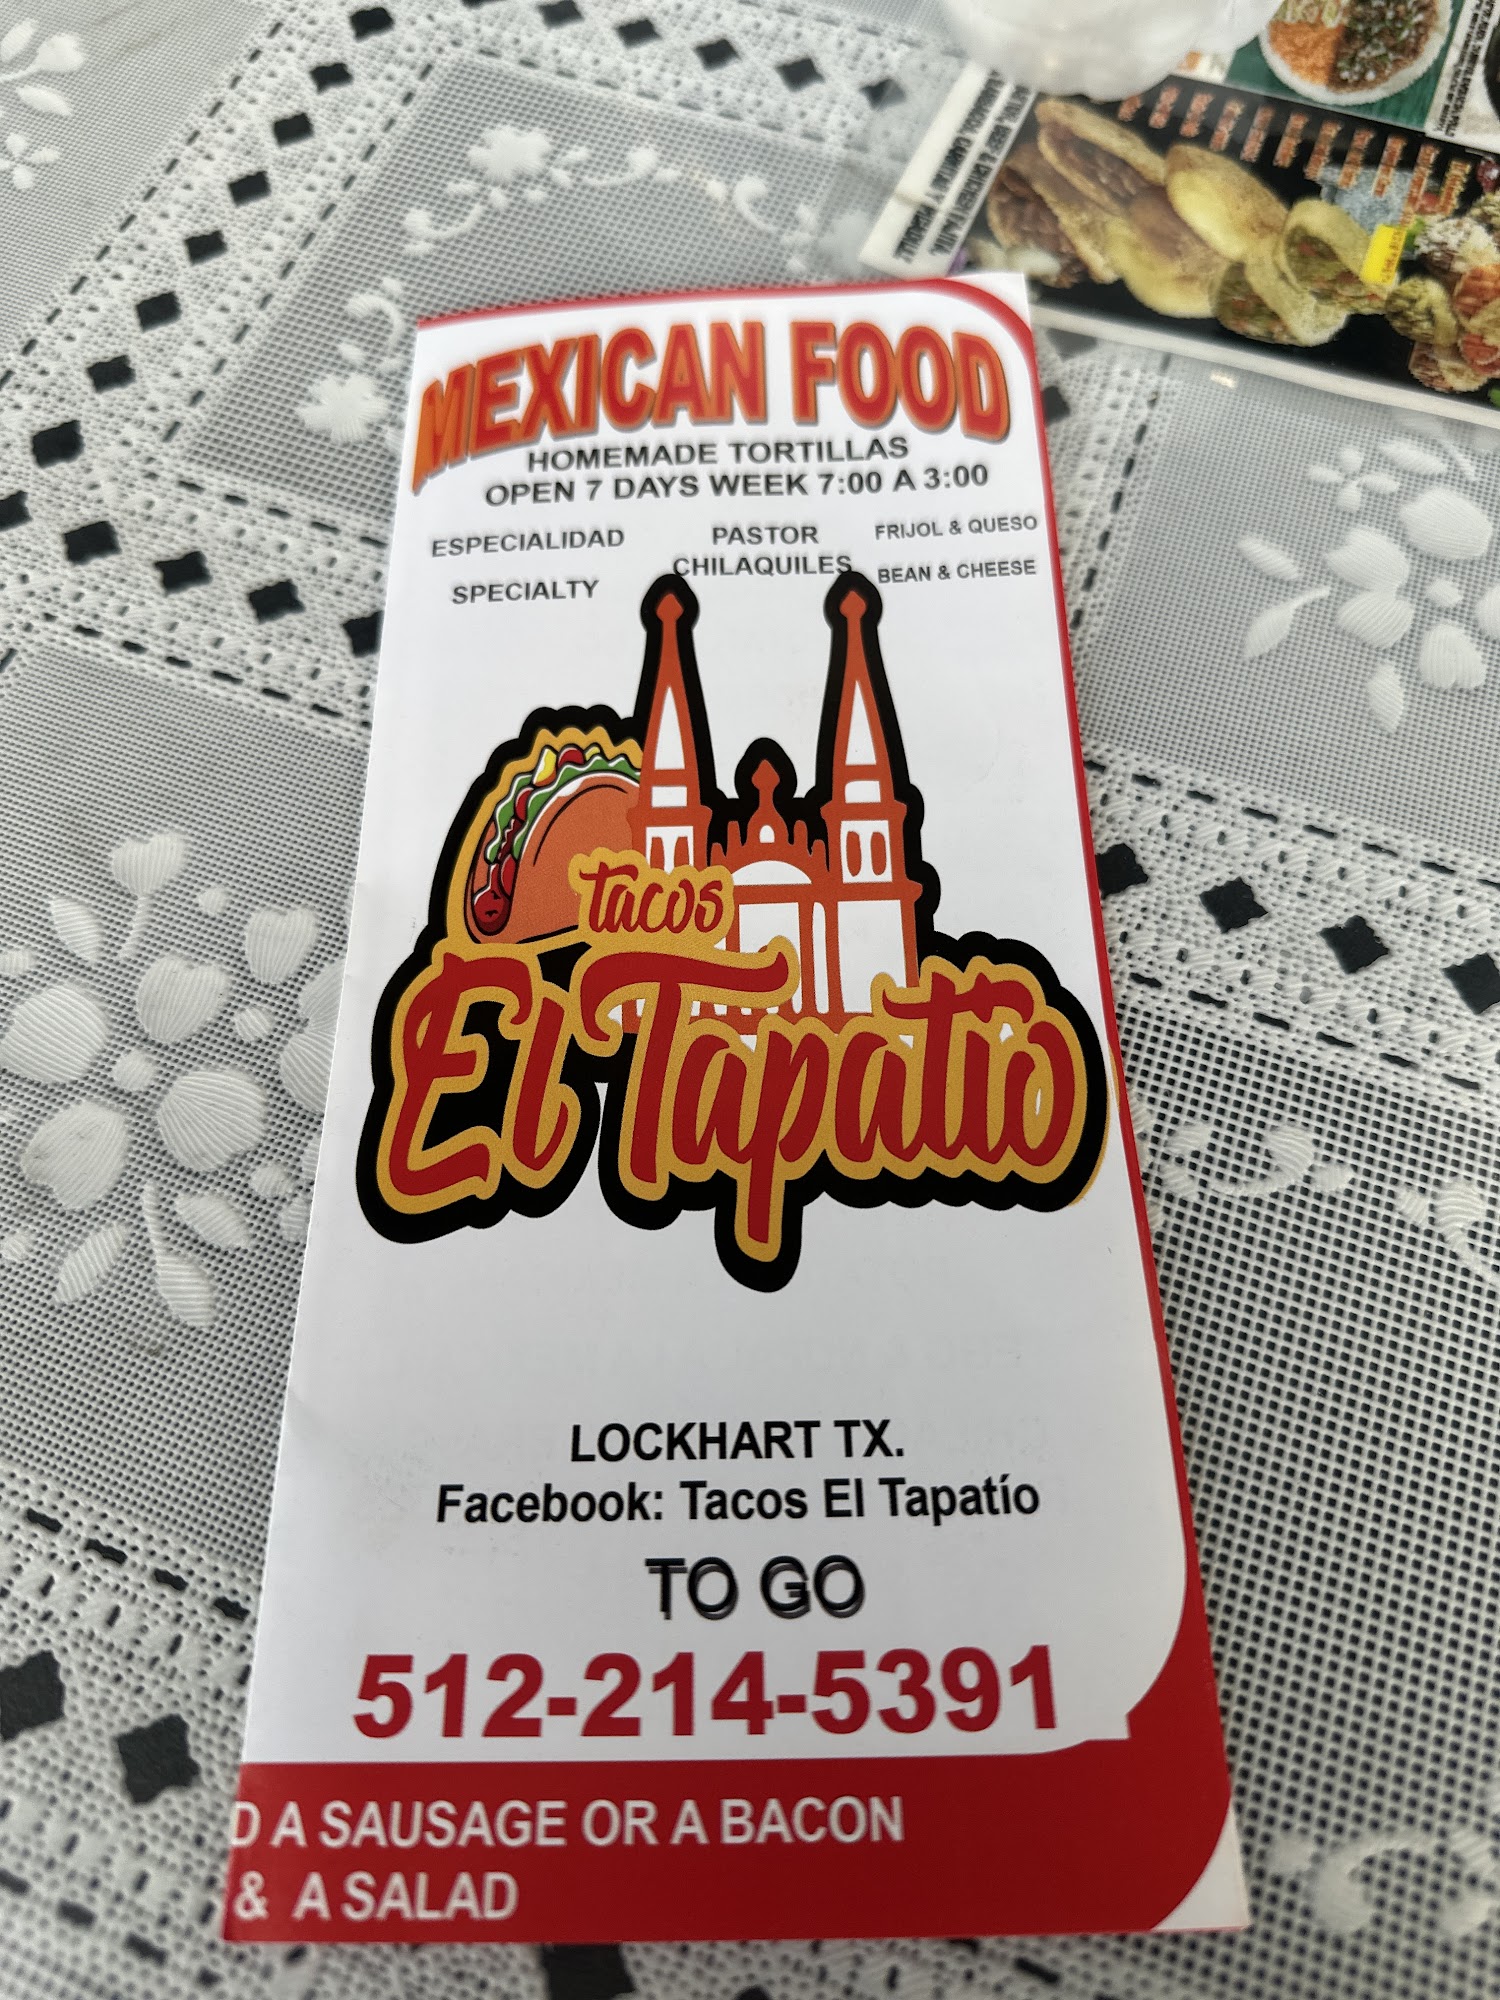 MEXICAN FOOD
HOMEMADE TORTILLAS
OPEN 7 DAYS WEEK 7:00 A 3:00
ESPECIALIDAD
SPECIALTY
PASTOR
CHILAQUILES
FRIJOL & QUESO
BEAN & CHEESE
tacos
El Tapatío
LOCKHART TX.
Facebook: Tacos El Tapatío
TO GO
512-214-5391
D A SAUSAGE OR A BACON
& A SALAD